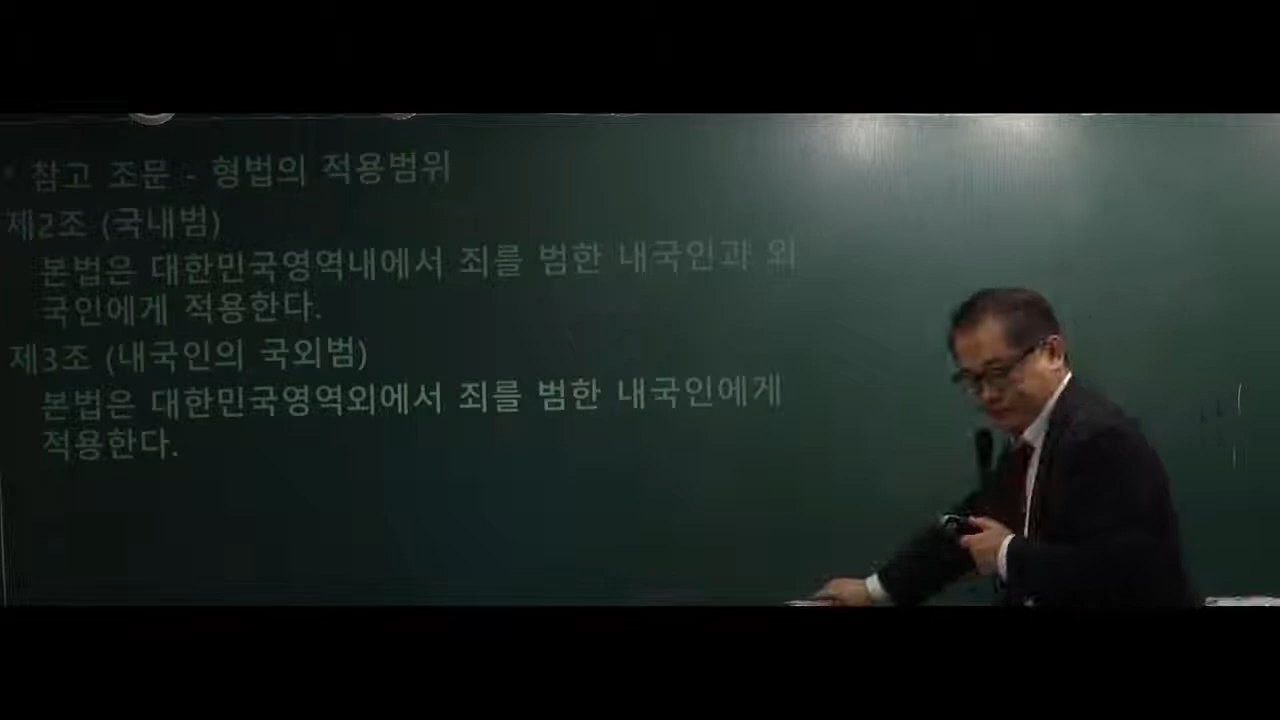 * 참고 조문 - 형법의 적용범위
제2조 (국내범)
본법은 대한민국영역내에서 죄를 범한 내국인과 외
국인에게 적용한다.
제3조 (내국인의 국외범)
본법은 대한민국영역외에서 죄를 범한 내국인에게
적용한다.